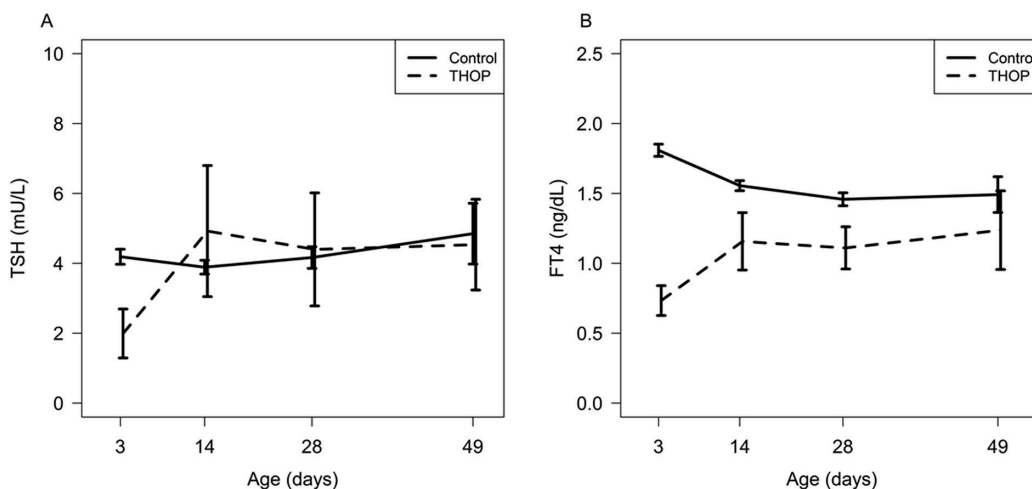 A
10
8
6
4
2
0
TSH (mU/L)
Control
THOP
3 14 28 49
Age (days)
B
2.5
2.0
1.5
1.0
0.5
0.0
FT4 (ng/dL)
Control
THOP
3 14 28 49
Age (days)